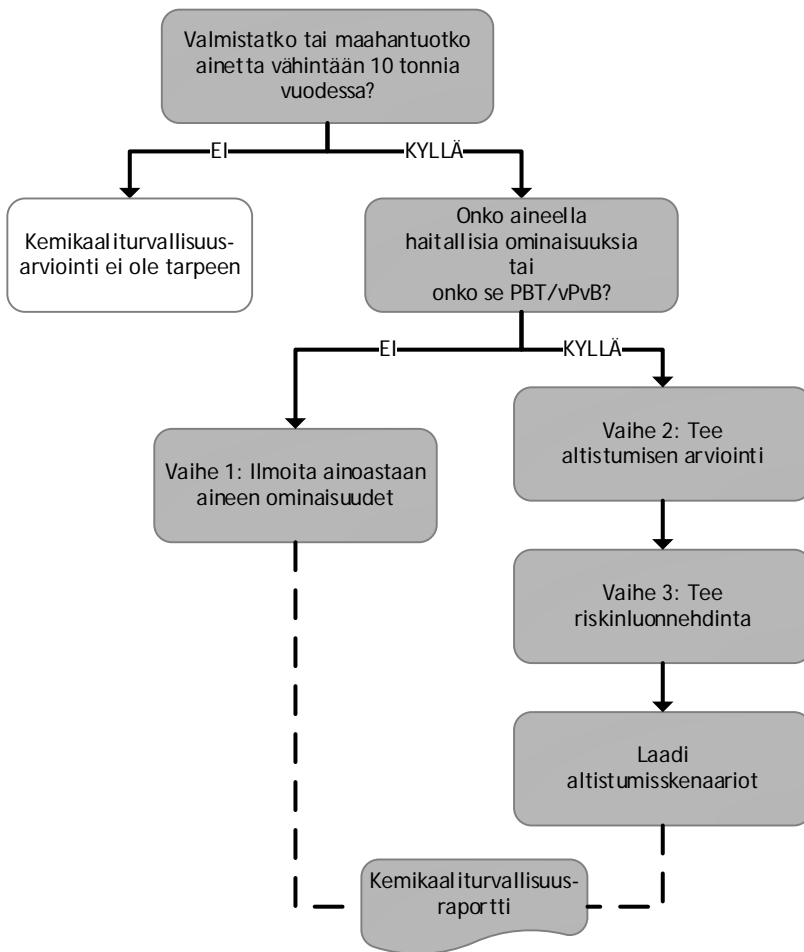 Valmistatko tai maahantuotko
ainetta vähintään 10 tonnia
vuodessa?
EI
KYLLÄ
Kemikaaliturvallisuus-
arviointi ei ole tarpeen
Onko aineella
haitallisia ominaisuuksia
tai
onko se PBT/vPvB?
EI
KYLLÄ
Vaihe 1: Ilmoita ainoastaan
aineen ominaisuudet
Vaihe 2: Tee
altistumisen arviointi
Vaihe 3: Tee
riskinluonnehdinta
Laadi
altistumisskenaariot
Kemikaaliturvallisuus-
raportti